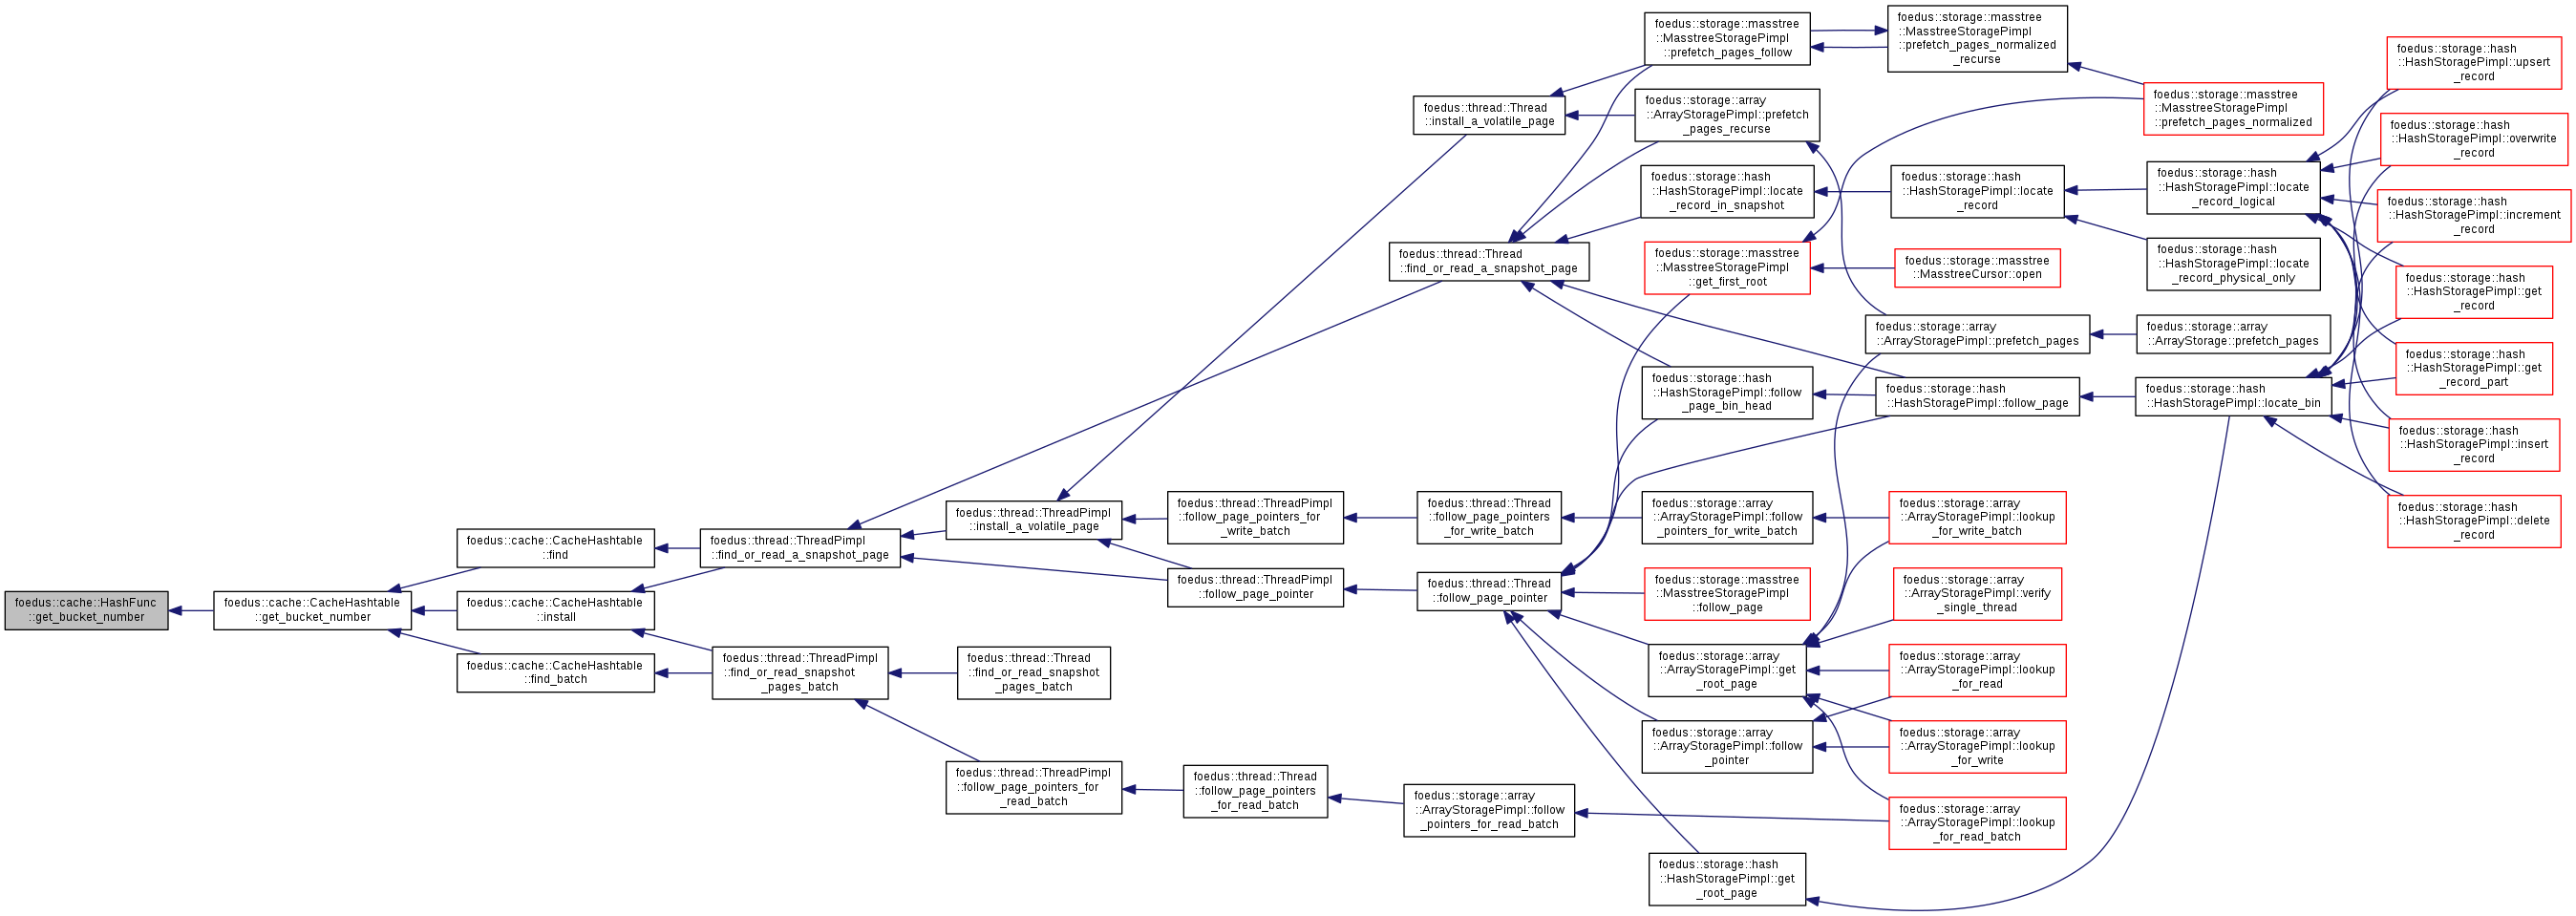 foedus::cache::HashFunc
::get_bucket_number
foedus::cache::CacheHashtable
::get_bucket_number
foedus::cache::CacheHashtable
::find
foedus::cache::CacheHashtable
::install
foedus::cache::CacheHashtable
::find_batch
foedus::thread::ThreadPimpl
::find_or_read_a_snapshot_page
foedus::thread::ThreadPimpl
::find_or_read_snapshot
_pages_batch
foedus::thread::ThreadPimpl
::install_a_volatile_page
foedus::thread::Thread
::find_or_read_snapshot
_pages_batch
foedus::thread::ThreadPimpl
::follow_page_pointers_for
_read_batch
foedus::thread::ThreadPimpl
::follow_page_pointers_for
_write_batch
foedus::thread::ThreadPimpl
::follow_page_pointer
foedus::thread::Thread
::follow_page_pointers
_for_read_batch
foedus::thread::Thread
::install_a_volatile_page
foedus::thread::Thread
::find_or_read_a_snapshot_page
foedus::thread::Thread
::follow_page_pointers
_for_write_batch
foedus::thread::Thread
::follow_page_pointer
foedus::storage::array
::ArrayStoragePimpl::follow
_pointers_for_read_batch
foedus::storage::masstree
::MasstreeStoragePimpl
::prefetch_pages_follow
foedus::storage::array
::ArrayStoragePimpl::prefetch
_pages_recurse
foedus::storage::hash
::HashStoragePimpl::locate
_record_in_snapshot
foedus::storage::masstree
::MasstreeStoragePimpl
::get_first_root
foedus::storage::hash
::HashStoragePimpl::follow
_page_bin_head
foedus::storage::array
::ArrayStoragePimpl::follow
_pointers_for_write_batch
foedus::storage::masstree
::MasstreeStoragePimpl
::follow_page
foedus::storage::array
::ArrayStoragePimpl::get
_root_page
foedus::storage::array
::ArrayStoragePimpl::follow
_pointer
foedus::storage::hash
::HashStoragePimpl::get
_root_page
foedus::storage::masstree
::MasstreeStoragePimpl
::prefetch_pages_normalized
_recurse
foedus::storage::hash
::HashStoragePimpl::locate
_record
foedus::storage::masstree
::MasstreeCursor::open
foedus::storage::array
::ArrayStoragePimpl::prefetch_pages
foedus::storage::hash
::HashStoragePimpl::follow_page
foedus::storage::array
::ArrayStoragePimpl::lookup
_for_write_batch
foedus::storage::array
::ArrayStoragePimpl::verify
_single_thread
foedus::storage::array
::ArrayStoragePimpl::lookup
_for_read
foedus::storage::array
::ArrayStoragePimpl::lookup
_for_write
foedus::storage::array
::ArrayStoragePimpl::lookup
_for_read_batch
foedus::storage::masstree
::MasstreeStoragePimpl
::prefetch_pages_normalized
foedus::storage::hash
::HashStoragePimpl::locate
_record_logical
foedus::storage::hash
::HashStoragePimpl::locate
_record_physical_only
foedus::storage::array
::ArrayStorage::prefetch_pages
foedus::storage::hash
::HashStoragePimpl::locate_bin
foedus::storage::hash
::HashStoragePimpl::upsert
_record
foedus::storage::hash
::HashStoragePimpl::overwrite
_record
foedus::storage::hash
::HashStoragePimpl::increment
_record
foedus::storage::hash
::HashStoragePimpl::get
_record
foedus::storage::hash
::HashStoragePimpl::get
_record_part
foedus::storage::hash
::HashStoragePimpl::insert
_record
foedus::storage::hash
::HashStoragePimpl::delete
_record